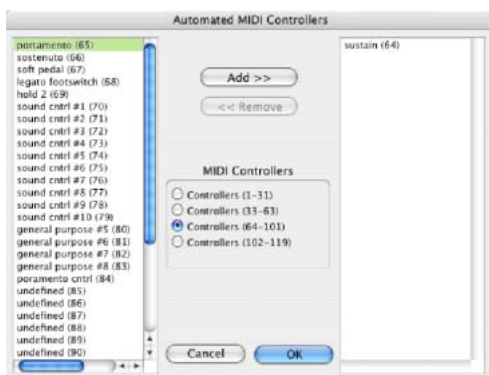 Automated MIDI Controllers
portamento (65)
sostenuto (66)
soft pedal (67)
legato footswitch (68)
hold 2 (69)
sound cntrl #1 (70)
sound cntrl #2 (71)
sound cntrl #3 (72)
sound cntrl #4 (73)
sound cntrl #5 (74)
sound cntrl #6 (75)
sound cntrl #7 (76)
sound cntrl #8 (77)
sound cntrl #9 (78)
sound cntrl #10 (79)
general purpose #5 (80)
general purpose #6 (81)
general purpose #7 (82)
general purpose #8 (83)
poramento cntrl (84)
undefined (85)
undefined (86)
undefined (87)
undefined (88)
undefined (89)
undefined (90)
Add >>
<< Remove
MIDI Controllers
Controllers (1-31)
Controllers (33-63)
Controllers (64-101)
Controllers (102-119)
Cancel
OK
sustain (64)